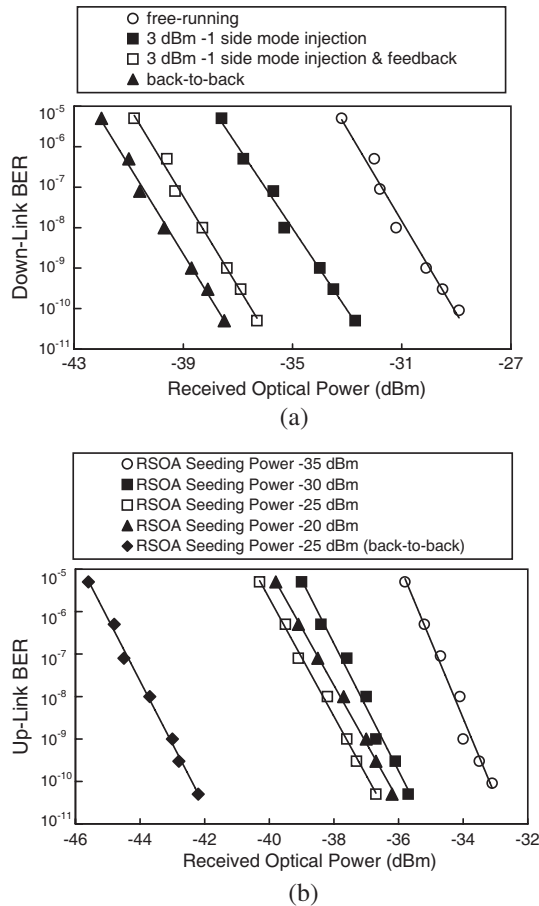 free-running
3 dBm -1 side mode injection
3 dBm -1 side mode injection & feedback
back-to-back
10⁻⁵
10⁻⁶
10⁻⁷
10⁻⁸
10⁻⁹
10⁻¹⁰
10⁻¹¹
Down-Link BER
-43 -39 -35 -31 -27
Received Optical Power (dBm)
(a)
RSOA Seeding Power -35 dBm
RSOA Seeding Power -30 dBm
RSOA Seeding Power -25 dBm
RSOA Seeding Power -20 dBm
RSOA Seeding Power -25 dBm (back-to-back)
10⁻⁵
10⁻⁶
10⁻⁷
10⁻⁸
10⁻⁹
10⁻¹⁰
10⁻¹¹
Up-Link BER
-46 -44 -42 -40 -38 -36 -34 -32
Received Optical Power (dBm)
(b)